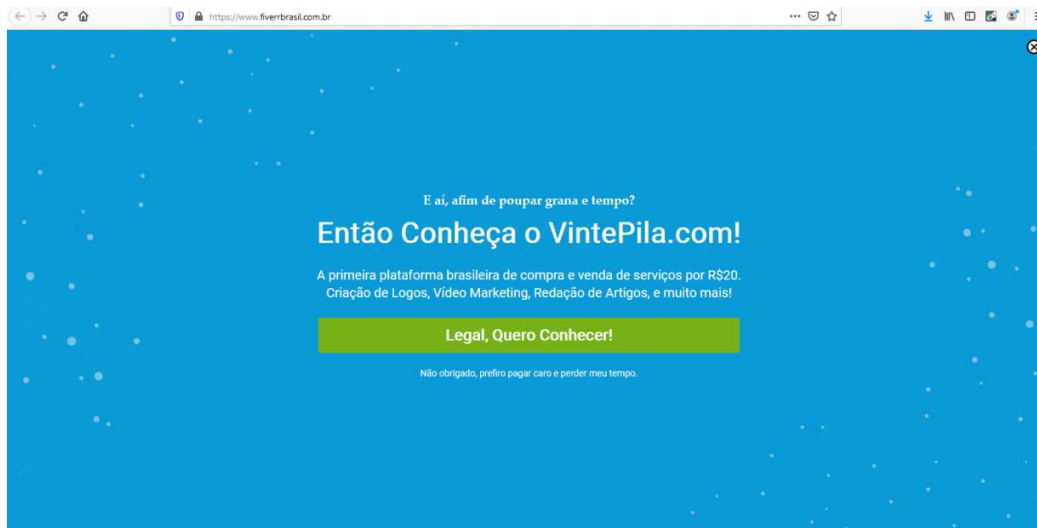 https://www.fiverrbrasil.com.br
E aí, afim de poupar grana e tempo?
Então Conheça o VintePila.com!
A primeira plataforma brasileira de compra e venda de serviços por R$20.
Criação de Logos, Vídeo Marketing, Redação de Artigos, e muito mais!
Legal, Quero Conhecer!
Não obrigado, prefiro pagar caro e perder meu tempo.